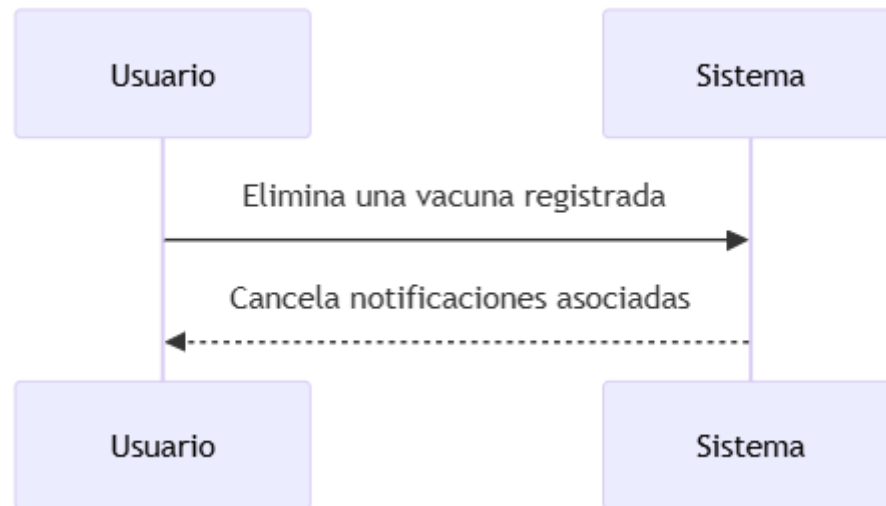 Usuario
Sistema
Elimina una vacuna registrada
Cancela notificaciones asociadas
Usuario
Sistema